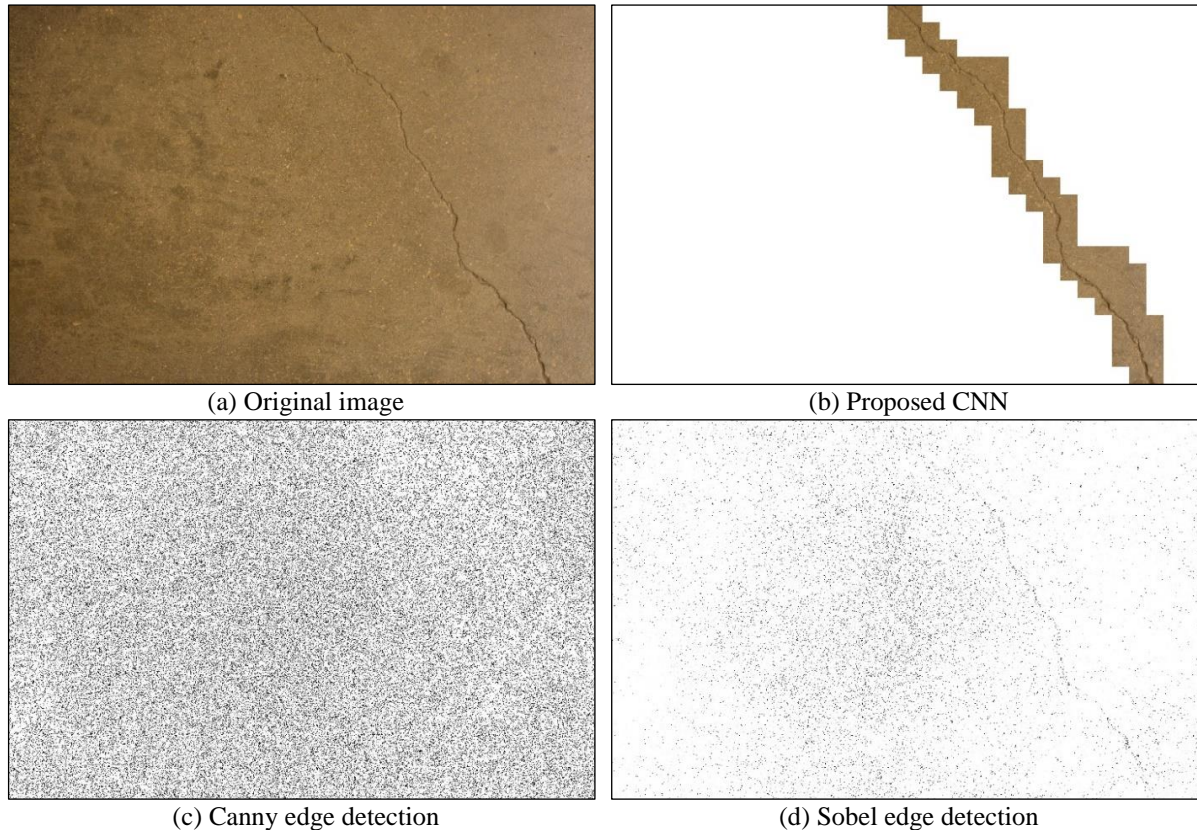 (a) Original image
(b) Proposed CNN
(c) Canny edge detection
(d) Sobel edge detection